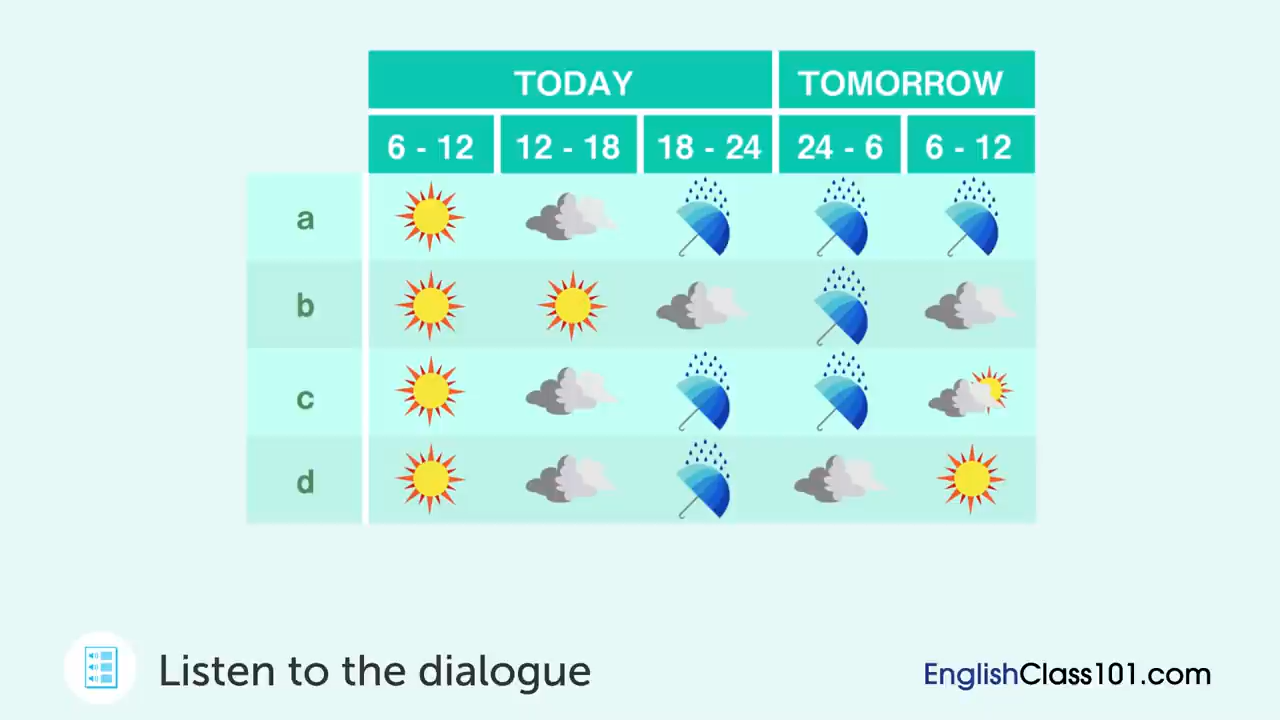 TODAY TOMORROW
6 - 12 12 - 18 18 - 24 24 - 6 6 - 12
a
b
c
d
Listen to the dialogue
EnglishClass101.com